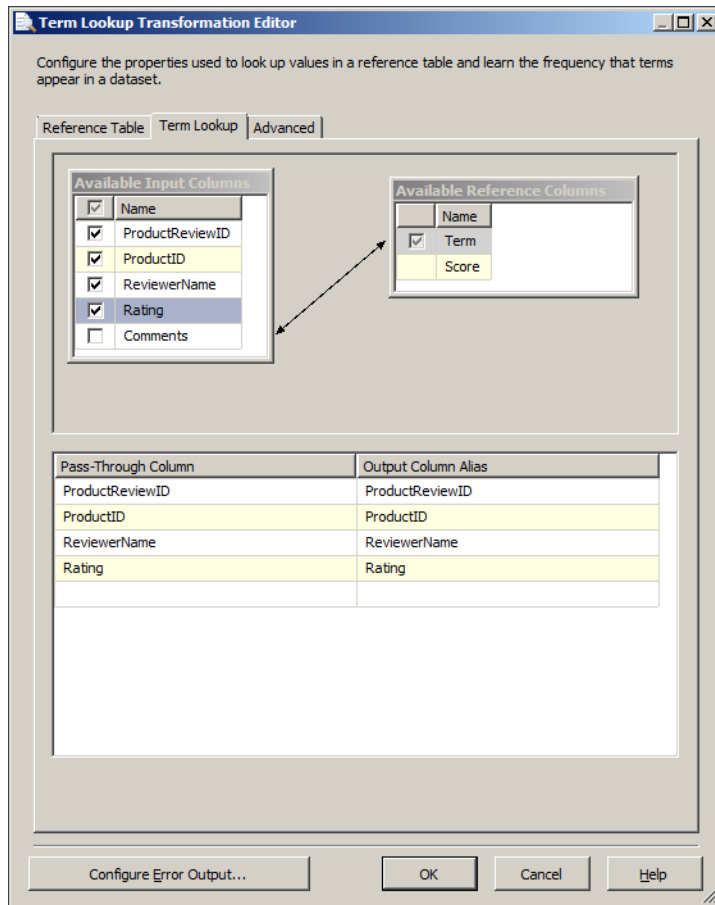 Term Lookup Transformation Editor
Configure the properties used to look up values in a reference table and learn the frequency that terms
appear in a dataset.
Reference Table Term Lookup Advanced
Available Input Columns
Name
ProductReviewID
ProductID
ReviewerName
Rating
Comments
Available Reference Columns
Name
Term
Score
Pass-Through Column Output Column Alias
ProductReviewID ProductReviewID
ProductID ProductID
ReviewerName ReviewerName
Rating Rating
Configure Error Output... OK Cancel Help